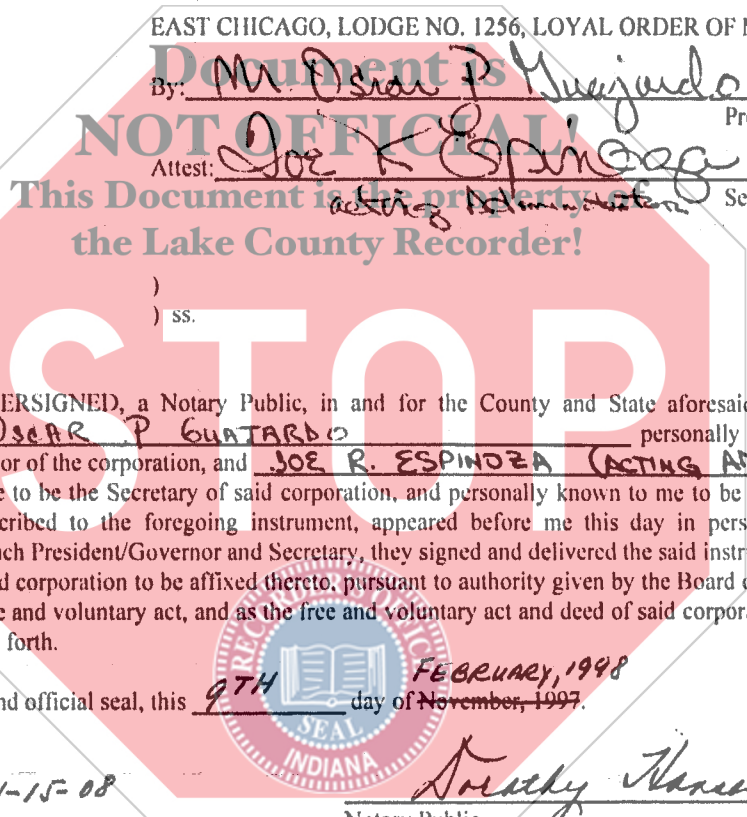 EAST CHICAGO, LODGE NO. 1256, LOYAL ORDER OF
Document is
By: Mr. Oscar P Guajardo
NOT OFFICIAL!
Attest: Joe R Espinoza
This Document is the property of
acting Administrator
the Lake County Recorder!
)
) ss.
STOP
ERSIGNED, a Notary Public, in and for the County and State aforesaid
OSCAR P GUAJARDO personally
or of the corporation, and JOE R. ESPINOZA (ACTING
e to be the Secretary of said corporation, and personally known to me to be
cribed to the foregoing instrument, appeared before me this day in pers
ch President/Governor and Secretary, they signed and delivered the said instr
d corporation to be affixed thereto, pursuant to authority given by the Board
e and voluntary act, and as the free and voluntary act and deed of said corpor
forth.
RECORDER'S OFFICE
FEBRUARY, 1998
nd official seal, this 9TH day of November, 1997.
SEAL
INDIANA
1-15-08
Dorothy
Notary Public